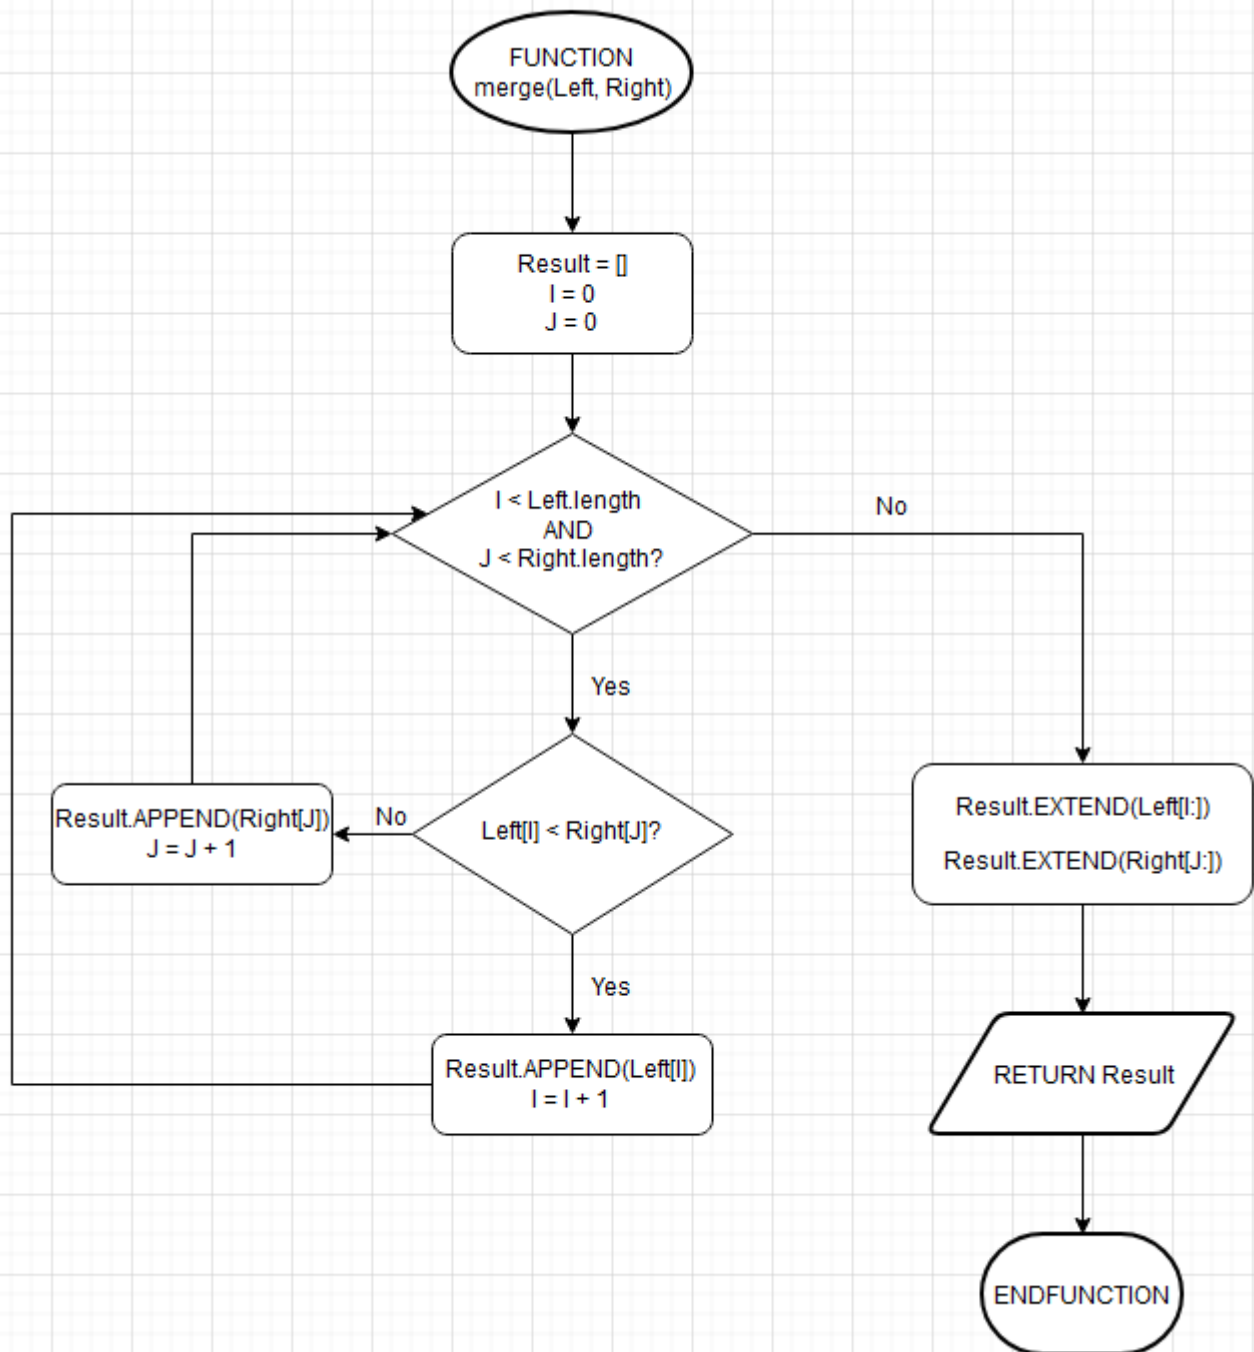 FUNCTION
merge(Left, Right)
Result = []
I = 0
J = 0
I < Left.length
AND
J < Right.length?
No
Yes
Left[I] < Right[J]?
No
Result.APPEND(Right[J])
J = J + 1
Yes
Result.APPEND(Left[I])
I = I + 1
Result.EXTEND(Left[I:])
Result.EXTEND(Right[J:])
RETURN Result
ENDFUNCTION